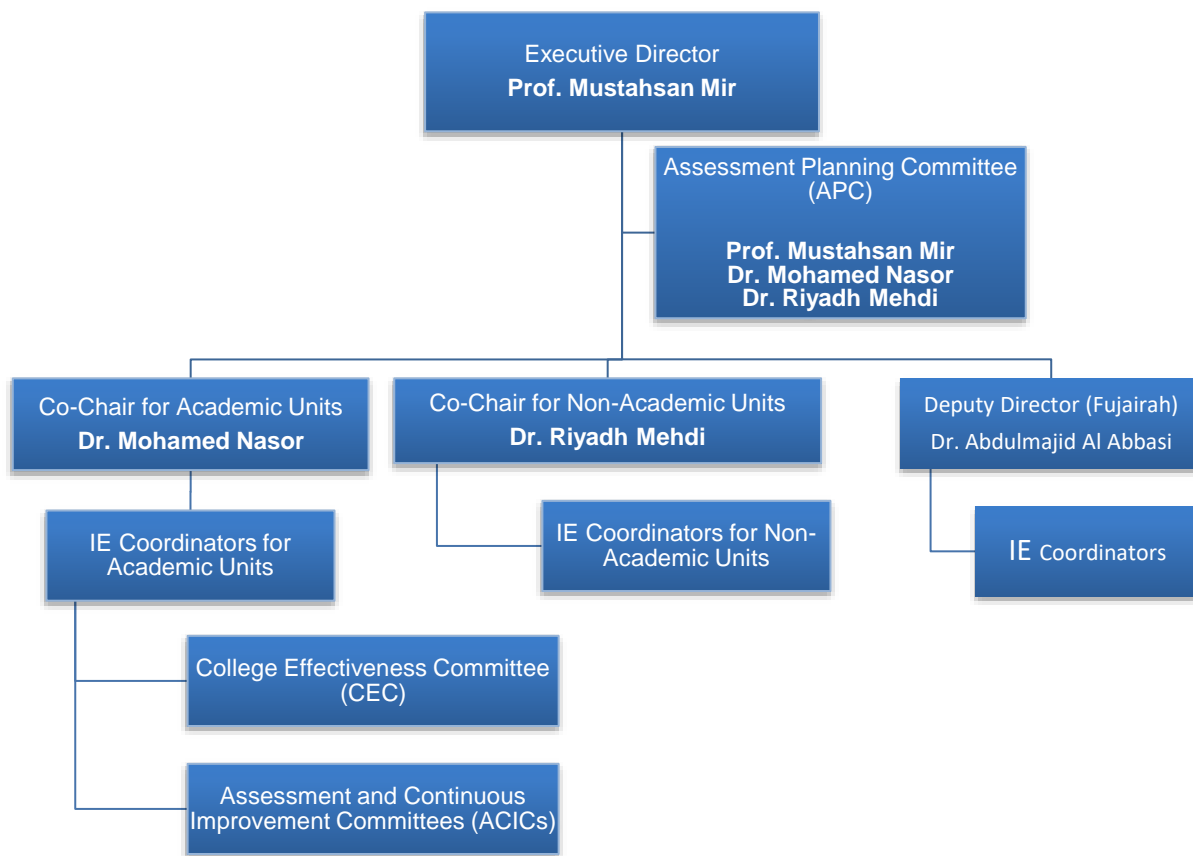 Executive Director
Prof. Mustahsan Mir
Assessment Planning Committee
(APC)
Prof. Mustahsan Mir
Dr. Mohamed Nasor
Dr. Riyadh Mehdi
Co-Chair for Academic Units
Dr. Mohamed Nasor
Co-Chair for Non-Academic Units
Dr. Riyadh Mehdi
Deputy Director (Fujairah)
Dr. Abdulmajid Al Abbasi
IE Coordinators for
Academic Units
IE Coordinators for Non-
Academic Units
IE Coordinators
College Effectiveness Committee
(CEC)
Assessment and Continuous
Improvement Committees (ACICs)